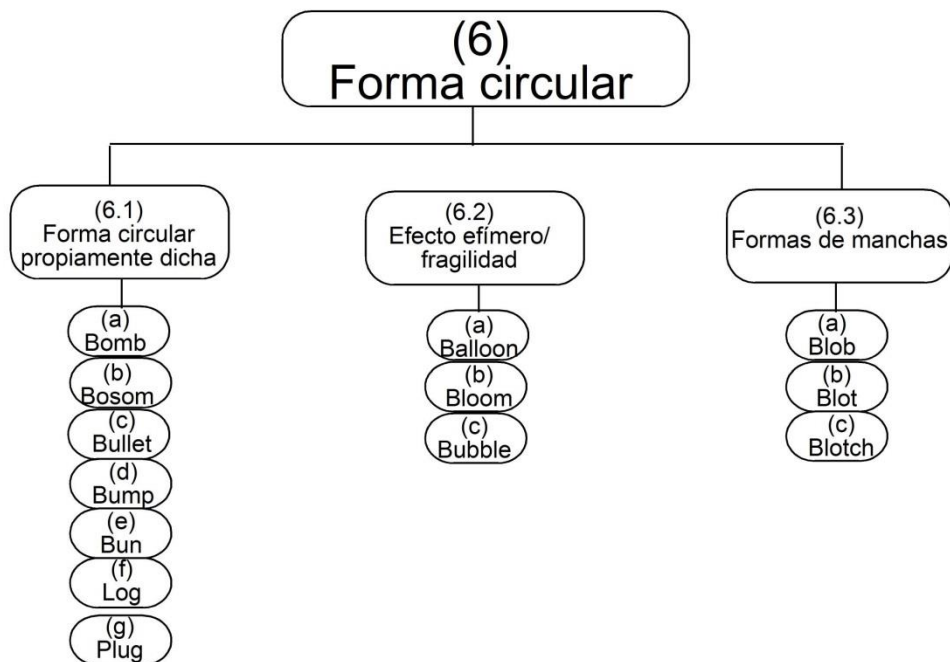 (6)
Forma circular
(6.1)
Forma circular
propiamente dicha
(a)
Bomb
(b)
Bosom
(c)
Bullet
(d)
Bump
(e)
Bun
(f)
Log
(g)
Plug
(6.2)
Efecto efímero/
fragilidad
(a)
Balloon
(b)
Bloom
(c)
Bubble
(6.3)
Formas de manchas
(a)
Blob
(b)
Blot
(c)
Blotch